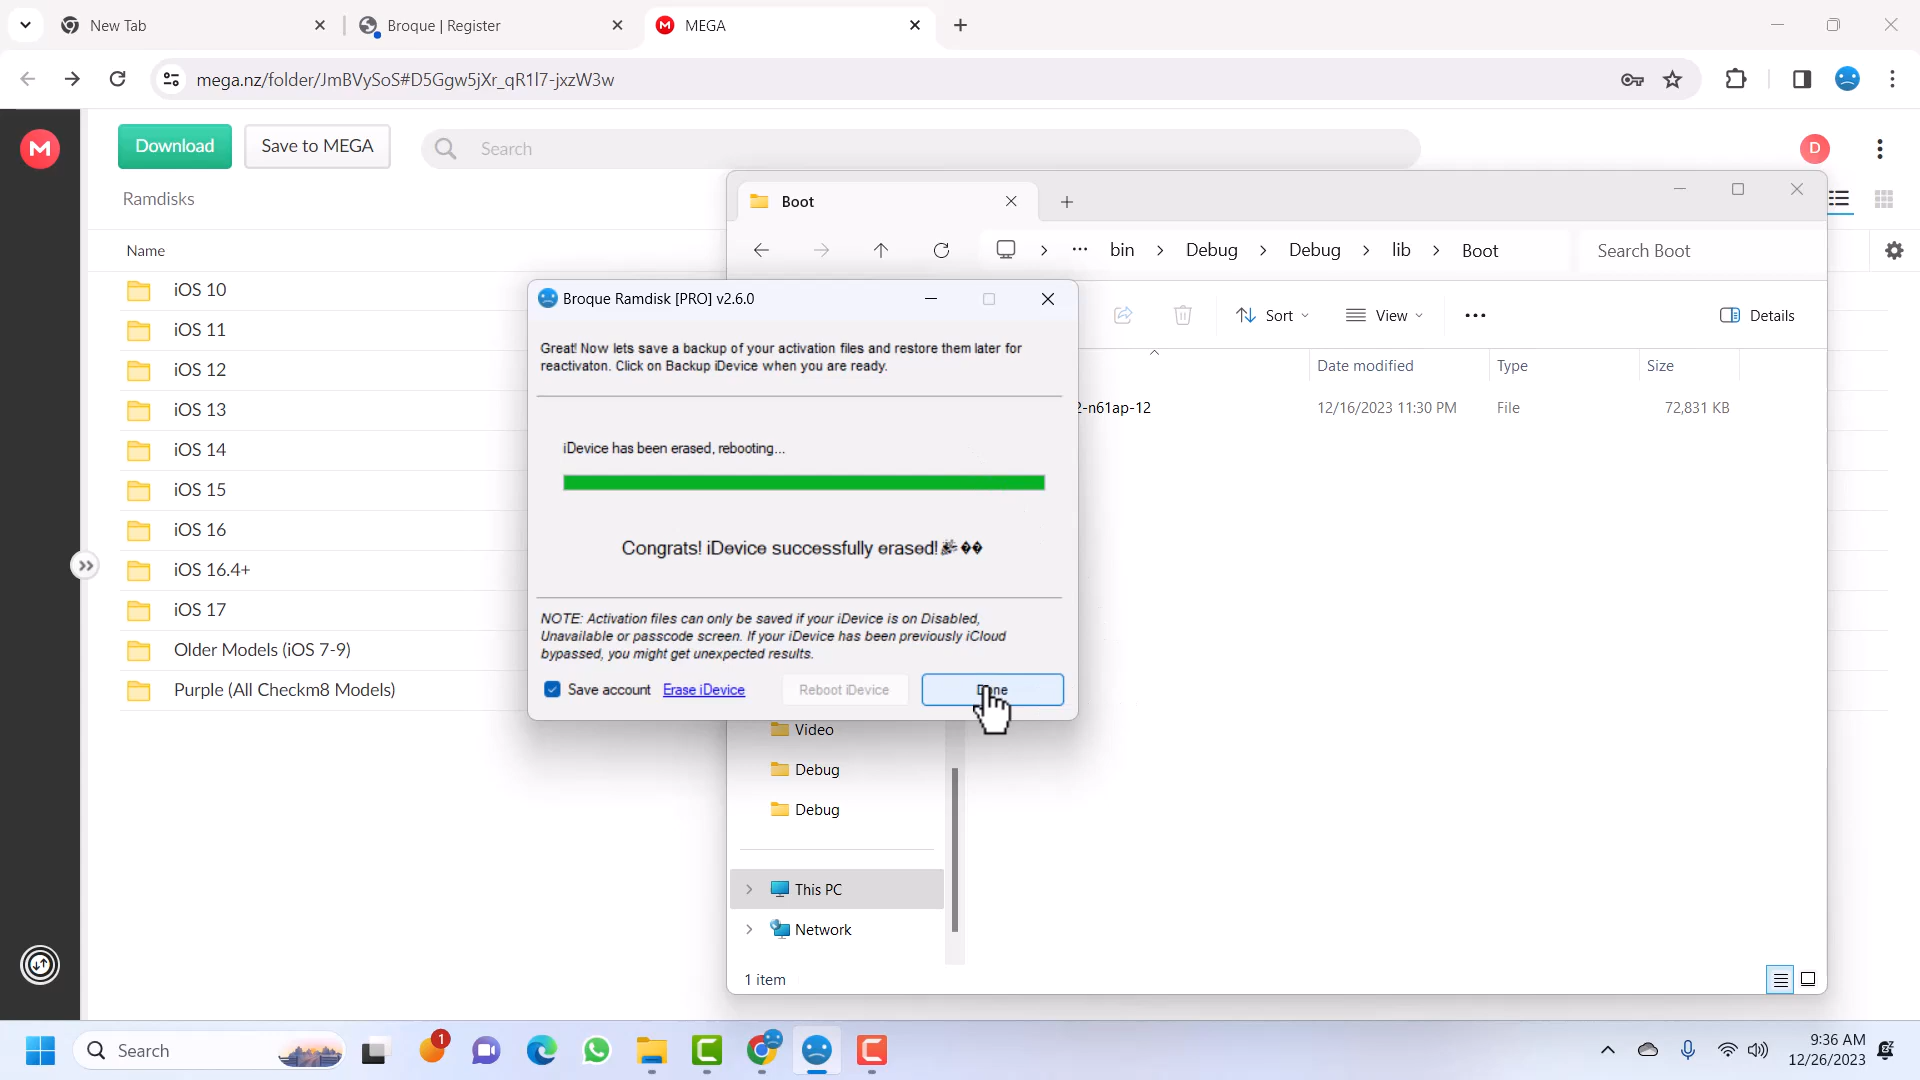 New Tab
Broque | Register
MEGA
mega.nz/folder/JmBVySoS#D5Ggw5jXr_qR1l7-jxzW3w
Download
Save to MEGA
Search
D
Ramdisks
Name
iOS 10
iOS 11
iOS 12
iOS 13
iOS 14
iOS 15
iOS 16
iOS 16.4+
iOS 17
Older Models (iOS 7-9)
Purple (All Checkm8 Models)
Boot
... bin > Debug > Debug > lib > Boot
Search Boot
Sort
View
Details
Date modified
Type
Size
2-n61ap-12
12/16/2023 11:30 PM
File
72,831 KB
Broque Ramdisk [PRO] v2.6.0
Great! Now lets save a backup of your activation files and restore them later for
reactivaton. Click on Backup iDevice when you are ready.
iDevice has been erased, rebooting...
Congrats! iDevice successfully erased!🎉��
NOTE: Activation files can only be saved if your iDevice is on Disabled,
Unavailable or passcode screen. If your iDevice has been previously iCloud
bypassed, you might get unexpected results.
Save account
Erase iDevice
Reboot iDevice
Done
Video
Debug
Debug
This PC
Network
1 item
Search
1
9:36 AM
12/26/2023